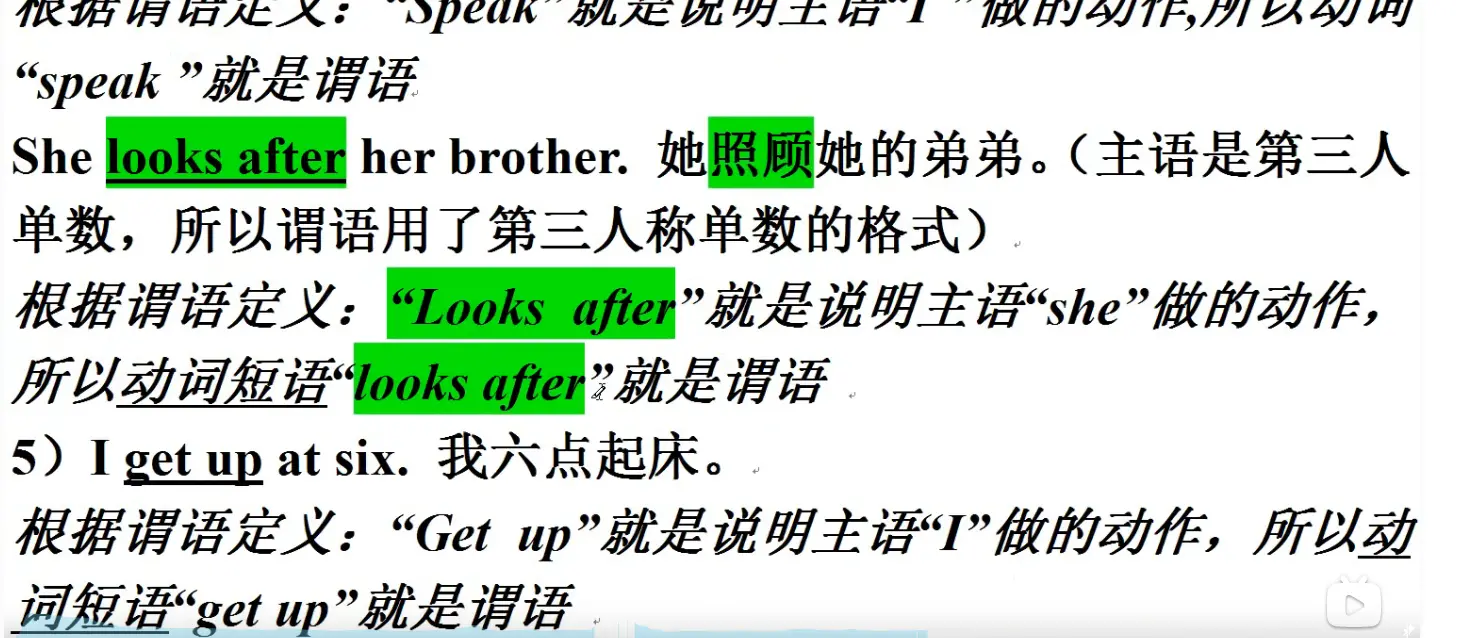 根据谓语定义：“Speak”就是说明主语“I ”做的动作,所以动词
“speak ”就是谓语
She looks after her brother. 她照顾她的弟弟。（主语是第三人
单数，所以谓语用了第三人称单数的格式）
根据谓语定义：“Looks after”就是说明主语“she”做的动作，
所以动词短语“looks after”就是谓语
5）I get up at six. 我六点起床。
根据谓语定义：“Get up”就是说明主语“I”做的动作，所以动
词短语“get up”就是谓语